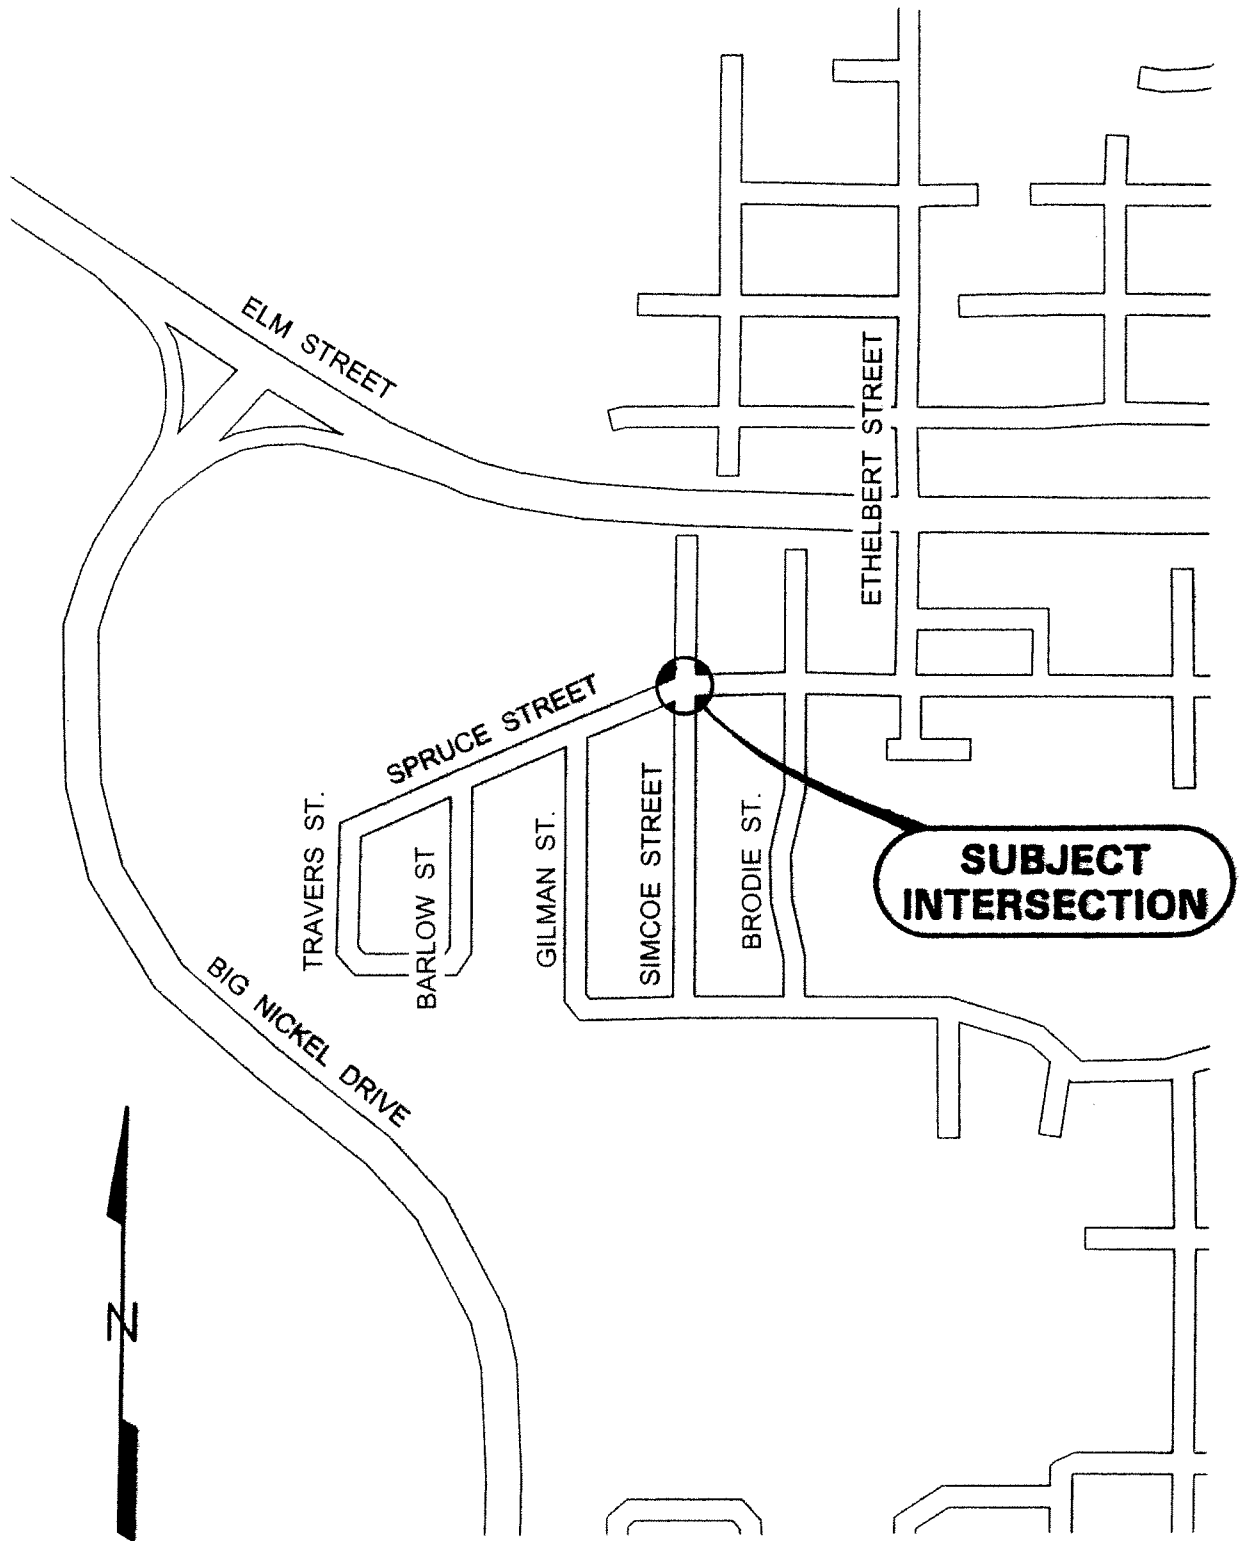 ELM STREET
ETHELBERT STREET
SPRUCE STREET
TRAVERS ST.
BARLOW ST
GILMAN ST.
SIMCOE STREET
BRODIE ST.
SUBJECT
INTERSECTION
BIG NICKEL DRIVE
N